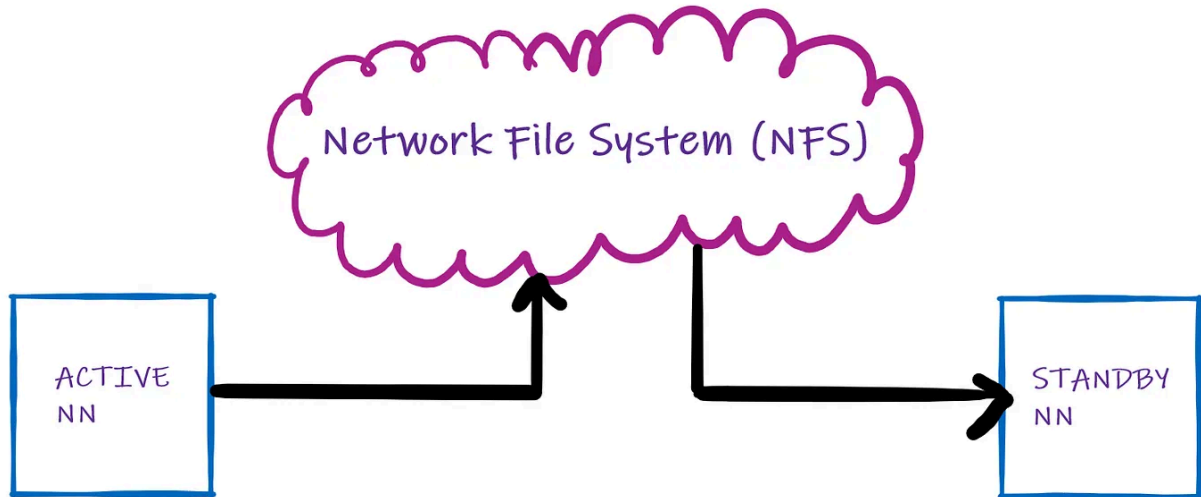 Network File System (NFS)
ACTIVE
NN
STANDBY
NN